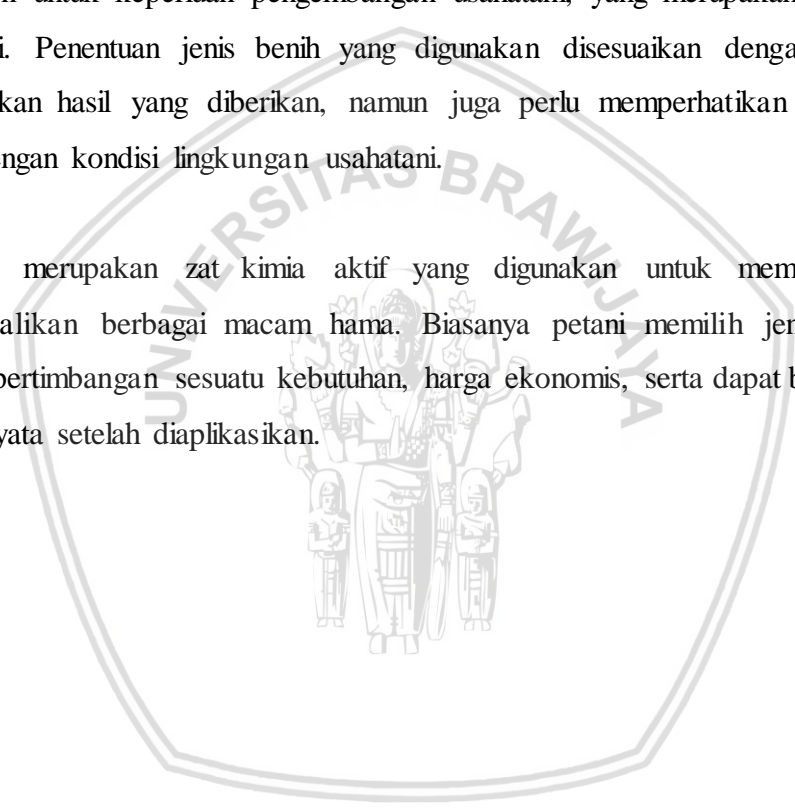 untuk keperluan pengembangan usahatani, yang merupakan
i. Penentuan jenis benih yang digunakan disesuaikan denga
kan hasil yang diberikan, namun juga perlu memperhatikan
ngan kondisi lingkungan usahatani.
UNIVERSITAS BRAWIJAYA
merupakan zat kimia aktif yang digunakan untuk mem
alikan berbagai macam hama. Biasanya petani memilih jen
pertimbangan sesuatu kebutuhan, harga ekonomis, serta dapat b
yata setelah diaplikasikan.